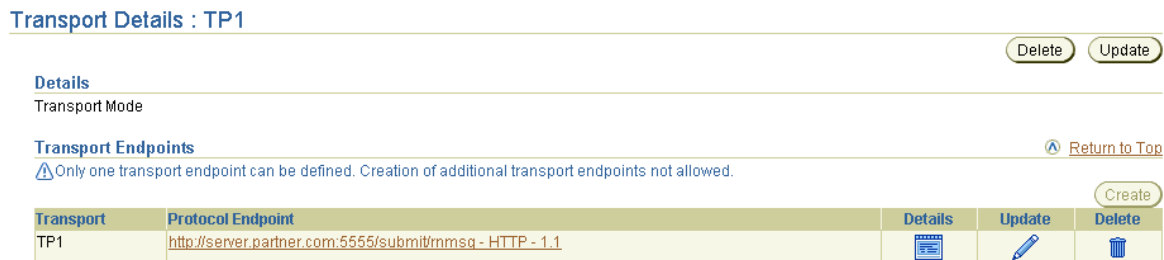 Transport Details : TP1
Delete Update
Details
Transport Mode
Transport Endpoints Return to Top
Only one transport endpoint can be defined. Creation of additional transport endpoints not allowed.
Create
Transport Protocol Endpoint Details Update Delete
TP1 http://server.partner.com:5555/submit/rnmsg - HTTP - 1.1